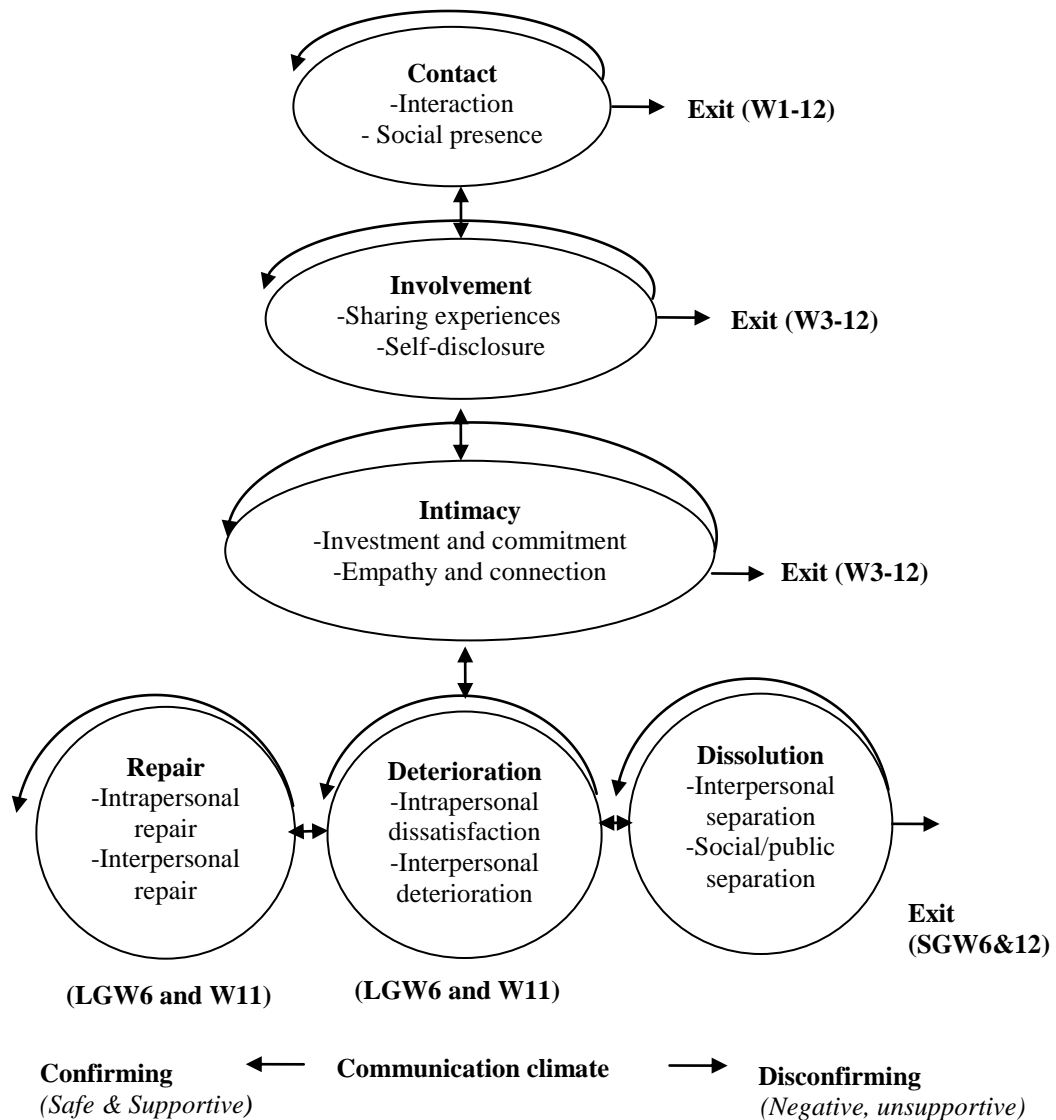 Contact
-Interaction
- Social presence
Exit (W1-12)
Involvement
-Sharing experiences
-Self-disclosure
Exit (W3-12)
Intimacy
-Investment and commitment
-Empathy and connection
Exit (W3-12)
Repair
-Intrapersonal
repair
-Interpersonal
repair
(LGW6 and W11)
Deterioration
-Intrapersonal
dissatisfaction
-Interpersonal
deterioration
(LGW6 and W11)
Dissolution
-Interpersonal
separation
-Social/public
separation
Exit
(SGW6&12)
Confirming
(Safe & Supportive)
Communication climate
Disconfirming
(Negative, unsupportive)